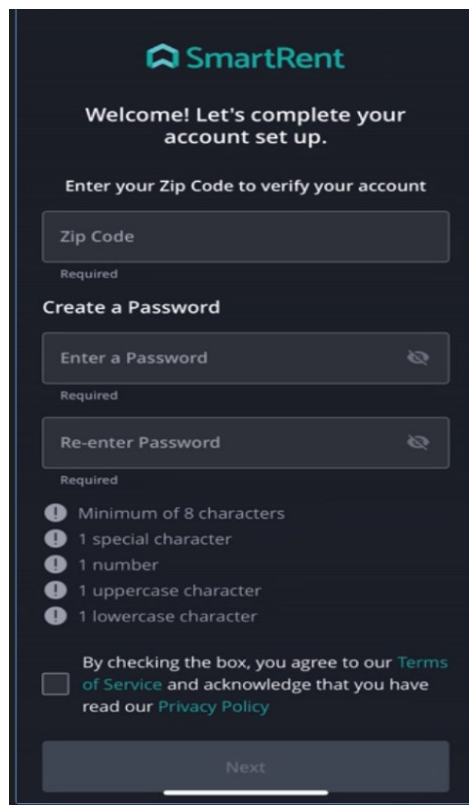 SmartRent
Welcome! Let's complete your
account set up.
Enter your Zip Code to verify your account
Zip Code
Required
Create a Password
Enter a Password
Required
Re-enter Password
Required
Minimum of 8 characters
1 special character
1 number
1 uppercase character
1 lowercase character
By checking the box, you agree to our Terms
of Service and acknowledge that you have
read our Privacy Policy
Next